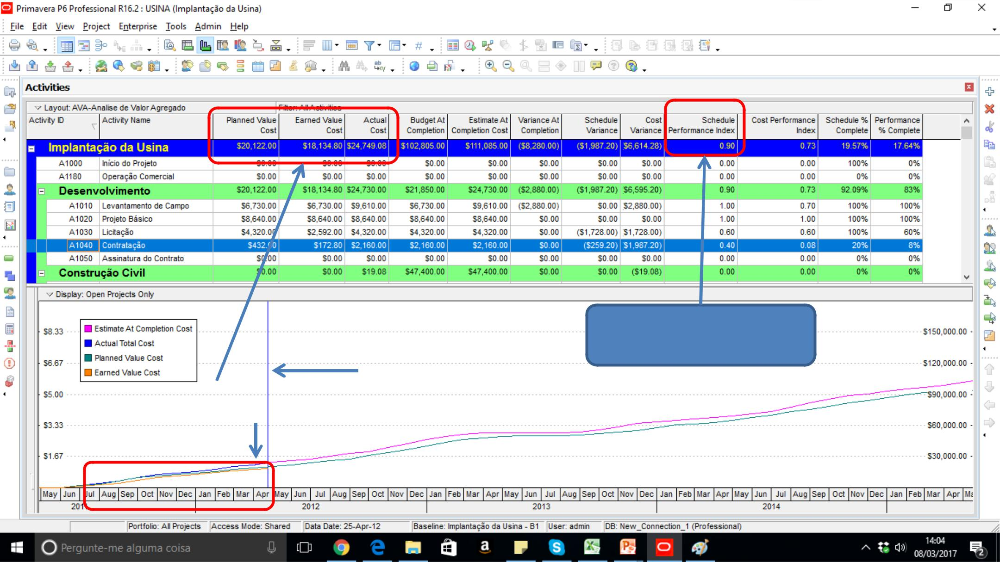 Primavera P6 Professional R16.2 : USINA (Implantação da Usina)
File Edit View Project Enterprise Tools Admin Help
Activities
Layout: AVA-Analise de Valor Agregado Filter: All Activities
Activity ID Activity Name Planned Value Cost Earned Value Cost Actual Cost Budget At Completion Estimate At Completion Cost Variance At Completion Schedule Variance Cost Variance Schedule Performance Index Cost Performance Index Schedule % Complete Performance % Complete
Implantação da Usina $20,122.00 $18,134.80 $24,749.08 $102,805.00 $111,085.00 ($8,280.00) ($1,987.20) $6,614.28) 0.90 0.73 19.57% 17.64%
A1000 Início do Projeto $0.00 $0.00 $0.00 $0.00 $0.00 $0.00 $0.00 $0.00 0.00 0.00 100% 0%
A1180 Operação Comercial $0.00 $0.00 $0.00 $0.00 $0.00 $0.00 $0.00 $0.00 0.00 0.00 0% 0%
Desenvolvimento $20,122.00 $18,134.80 $24,730.00 $21,850.00 $24,730.00 ($2,880.00) ($1,987.20) $6,595.20) 0.90 0.73 92.09% 83%
A1010 Levantamento de Campo $6,730.00 $6,730.00 $9,610.00 $6,730.00 $9,610.00 ($2,880.00) $0.00 $2,880.00) 1.00 0.70 100% 100%
A1020 Projeto Básico $8,640.00 $8,640.00 $8,640.00 $8,640.00 $8,640.00 $0.00 $0.00 $0.00 1.00 1.00 100% 100%
A1030 Licitação $4,320.00 $2,592.00 $4,320.00 $4,320.00 $4,320.00 $0.00 ($1,728.00) $1,728.00) 0.60 0.60 100% 60%
A1040 Contratação $432.00 $172.80 $2,160.00 $2,160.00 $2,160.00 $0.00 ($259.20) $1,987.20) 0.40 0.08 20% 8%
A1050 Assinatura do Contrato $0.00 $0.00 $0.00 $0.00 $0.00 $0.00 $0.00 $0.00 0.00 0.00 0% 0%
Construção Civil $0.00 $0.00 $19.08 $47,400.00 $47,400.00 $0.00 $0.00 ($19.08) 0.00 0.00 0% 0%
Display: Open Projects Only
Estimate At Completion Cost
Actual Total Cost
Planned Value Cost
Earned Value Cost
$8.33 $150,000.00
$6.67 $120,000.00
$5.00 $90,000.00
$3.33 $60,000.00
$1.67 $30,000.00
May Jun Jul Aug Sep Oct Nov Dec Jan Feb Mar Apr May Jun Jul Aug Sep Oct Nov Dec Jan Feb Mar Apr May Jun Jul Aug Sep Oct Nov Dec Jan Feb Mar Apr May Jun Jul Aug Sep Oct Nov Dec Jan Feb Mar Apr Ma
2011 2012 2013 2014
Portfolio: All Projects Access Mode: Shared Data Date: 25-Apr-12 Baseline: Implantação da Usina - B1 User: admin DB: New_Connection_1 (Professional)
Pergunte-me alguma coisa
14:04
08/03/2017
2